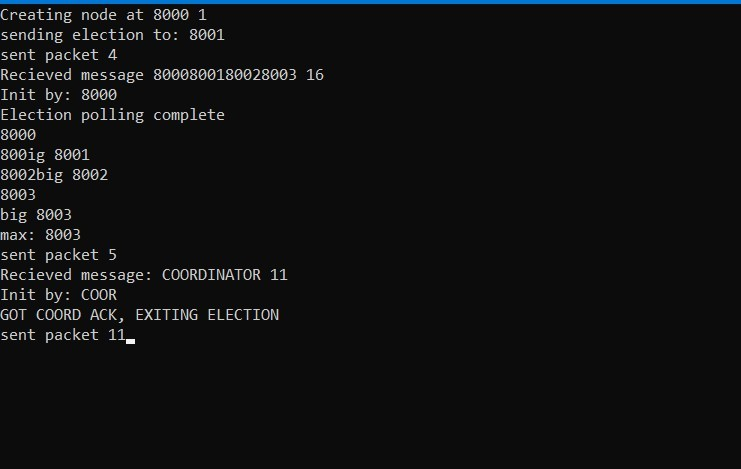 Creating node at 8000 1
sending election to: 8001
sent packet 4
Recieved message 8000800180028003 16
Init by: 8000
Election polling complete
8000
800ig 8001
8002big 8002
8003
big 8003
max: 8003
sent packet 5
Recieved message: COORDINATOR 11
Init by: COOR
GOT COORD ACK, EXITING ELECTION
sent packet 11